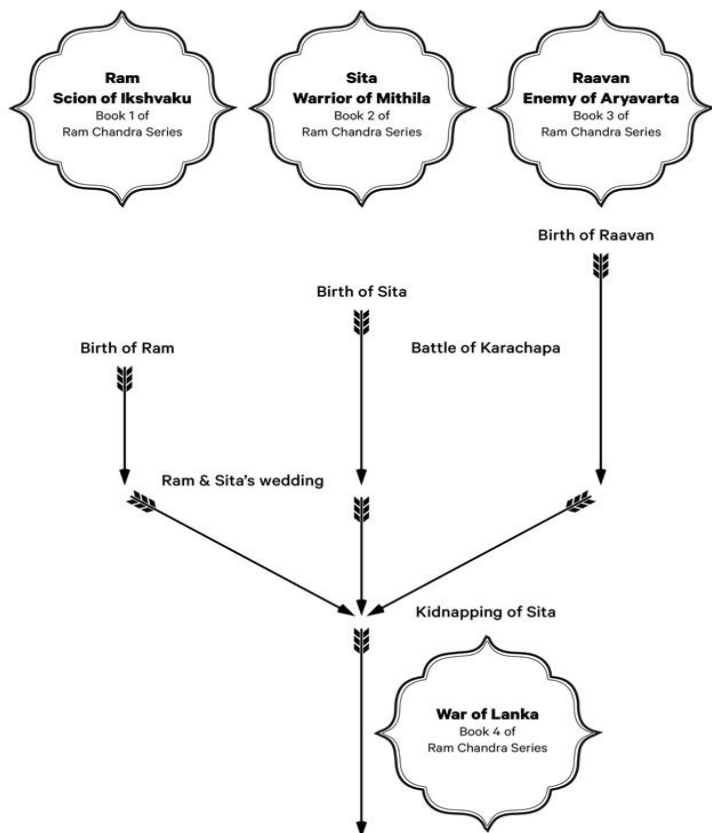 Ram
Scion of Ikshvaku
Book 1 of
Ram Chandra Series
Sita
Warrior of Mithila
Book 2 of
Ram Chandra Series
Raavan
Enemy of Aryavarta
Book 3 of
Ram Chandra Series
Birth of Raavan
Birth of Sita
Birth of Ram
Battle of Karachapa
Ram & Sita's wedding
Kidnapping of Sita
War of Lanka
Book 4 of
Ram Chandra Series